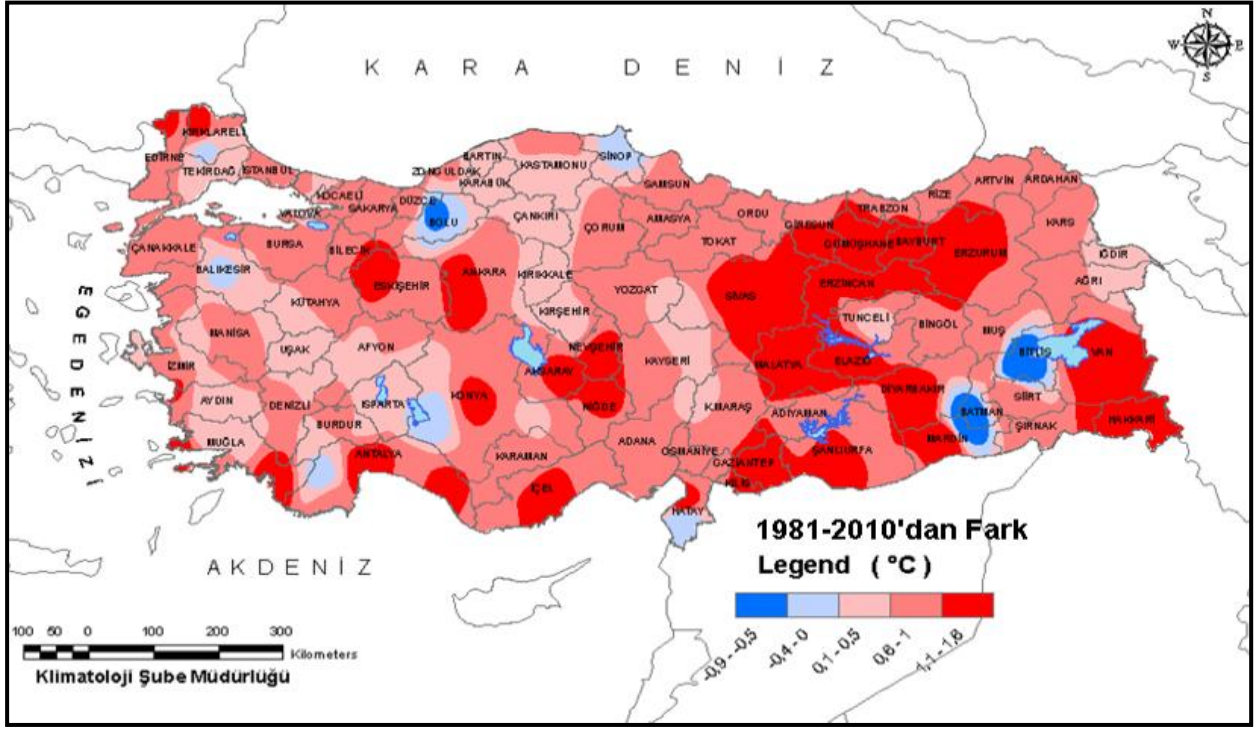 N
W
S
KARA DENİZ
KIRKLARELİ
EDİRNE
TEKİRDAĞ
İSTANBUL
KOCAELİ
YALOVA
SAKARYA
DÜZCE
BOLU
ZONGULDAK
BARTIN
KARABÜK
KASTAMONU
SİNOP
SAMSUN
ÇANKIRI
ÇORUM
AMASYA
TOKAT
ORDU
GİRESUN
TRABZON
RİZE
ARTVİN
ARDAHAN
KARS
GÜMÜŞHANE
BAYBURT
ERZURUM
IĞDIR
AĞRI
ÇANAKKALE
BALIKESİR
BURSA
BİLECİK
ESKİŞEHİR
ANKARA
KIRIKKALE
KIRŞEHİR
YOZGAT
SİVAS
ERZİNCAN
TUNCELİ
BİNGÖL
MUŞ
BİTLİS
VAN
KÜTAHYA
MANİSA
UŞAK
AFYON
İZMİR
AYDIN
DENİZLİ
ISPARTA
BURDUR
MUĞLA
ANTALYA
KONYA
AKSARAY
NEVŞEHİR
NİĞDE
KAYSERİ
MALATYA
ELAZIĞ
DİYARBAKIR
BATMAN
SİİRT
ŞIRNAK
HAKKARİ
MARDİN
K.MARAŞ
ADIYAMAN
ŞANLIURFA
GAZİANTEP
KİLİS
OSMANİYE
ADANA
KARAMAN
İÇEL
HATAY
EGEDENİZ
AKDENİZ
1981-2010'dan Fark
Legend ( °C )
-0,9 - -0,5
-0,4 - 0
0,1 - 0,5
0,6 - 1
1,1 - 1,6
100 50 0 100 200 300
Kilometers
Klimatoloji Şube Müdürlüğü